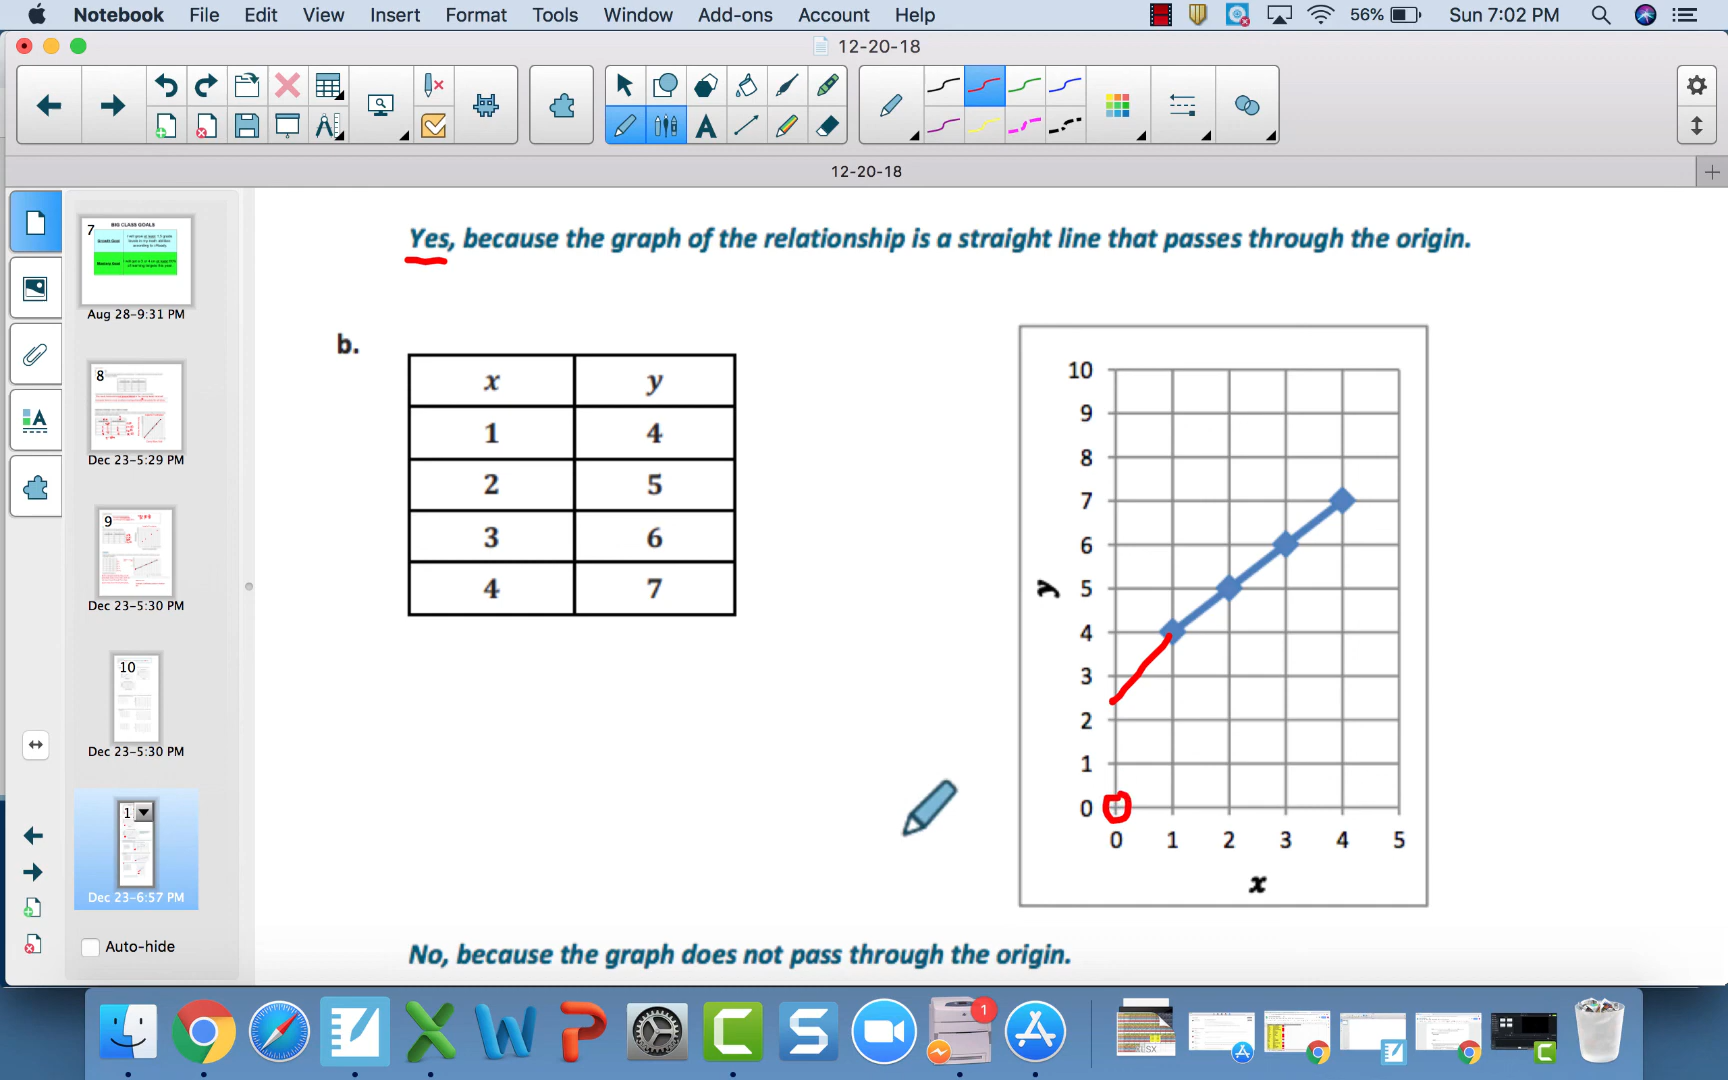 Notebook File Edit View Insert Format Tools Window Add-ons Account Help 56% Sun 7:02 PM
12-20-18
12-20-18
Yes, because the graph of the relationship is a straight line that passes through the origin.
7
BIG CLASS GOALS
Aug 28-9:31 PM
8
Dec 23-5:29 PM
9
Dec 23-5:30 PM
10
Dec 23-5:30 PM
1
Dec 23-6:57 PM
Auto-hide
b.
x y
1 4
2 5
3 6
4 7
10
9
8
7
6
y 5
4
3
2
1
0
0 1 2 3 4 5
x
No, because the graph does not pass through the origin.
1
XLSX